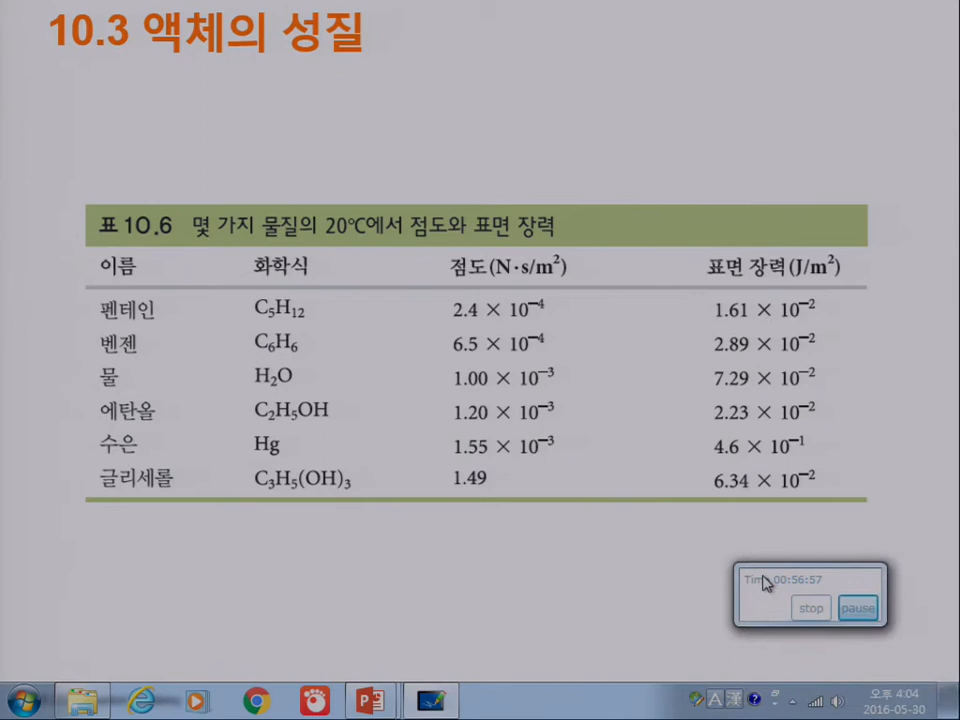 10.3 액체의 성질
표 10.6 몇 가지 물질의 20℃에서 점도와 표면 장력
이름 화학식 점도(N·s/m²) 표면 장력(J/m²)
펜테인 C₅H₁₂ 2.4 × 10⁻⁴ 1.61 × 10⁻²
벤젠 C₆H₆ 6.5 × 10⁻⁴ 2.89 × 10⁻²
물 H₂O 1.00 × 10⁻³ 7.29 × 10⁻²
에탄올 C₂H₅OH 1.20 × 10⁻³ 2.23 × 10⁻²
수은 Hg 1.55 × 10⁻³ 4.6 × 10⁻¹
글리세롤 C₃H₅(OH)₃ 1.49 6.34 × 10⁻²
00:56:57
stop pause
A 漢 ?
오후 4:04
2016-05-30